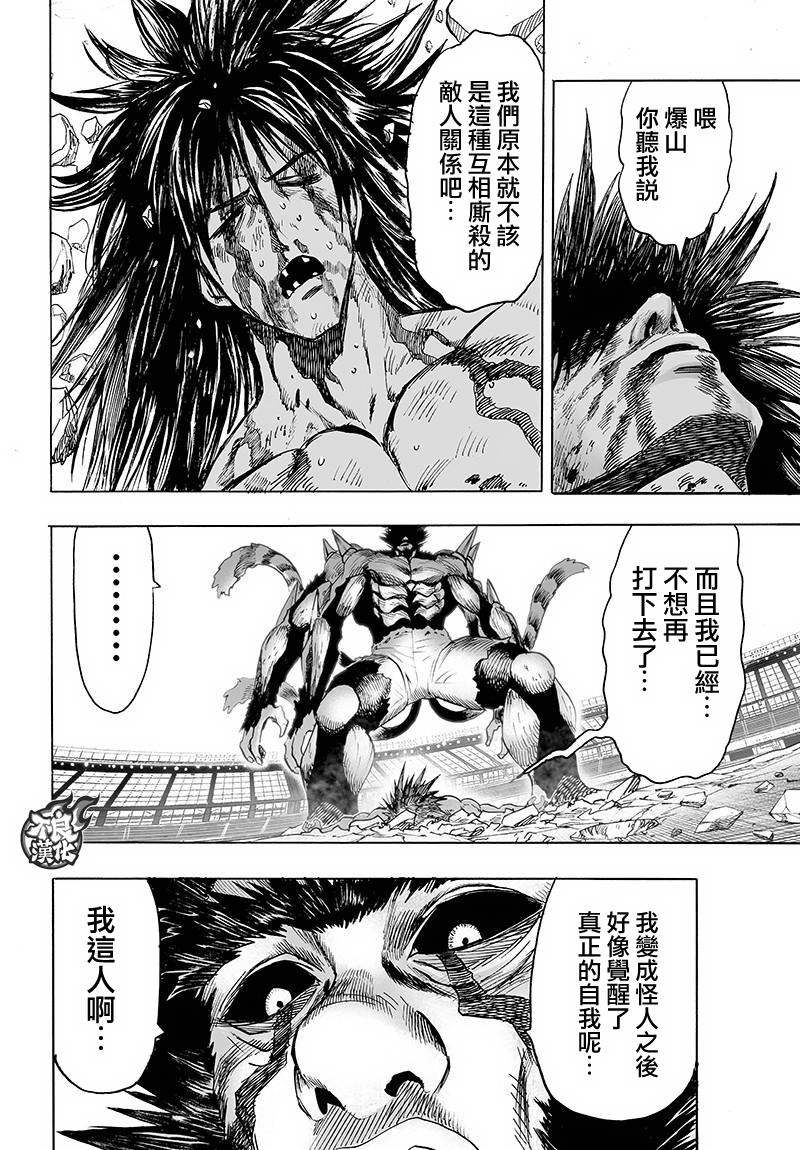 喂
爆山
你聽我説
我們原本就不該
是這種互相廝殺的
敵人關係吧…
而且我已經…
不想再
打下去了…
………
我變成怪人之後
好像覺醒了
真正的自我呢…
我這人啊…
漢化